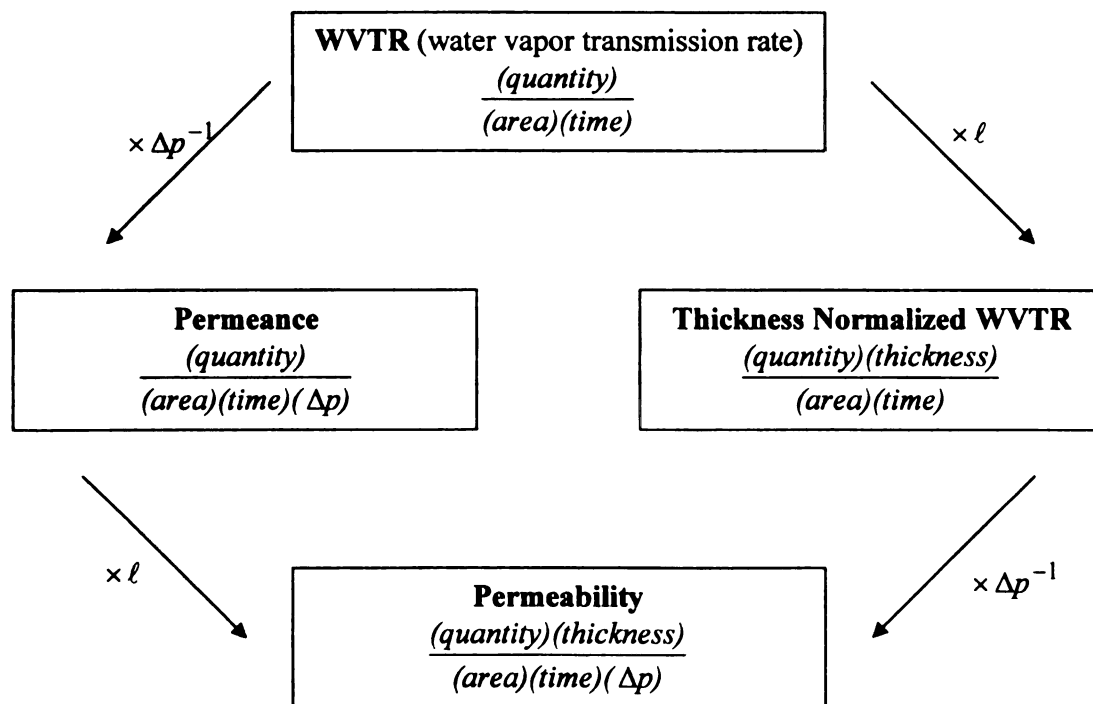 WVTR (water vapor transmission rate)
(quantity)
(area)(time)
× Δp⁻¹
× ℓ
Permeance
(quantity)
(area)(time)(Δp)
Thickness Normalized WVTR
(quantity)(thickness)
(area)(time)
× ℓ
× Δp⁻¹
Permeability
(quantity)(thickness)
(area)(time)(Δp)